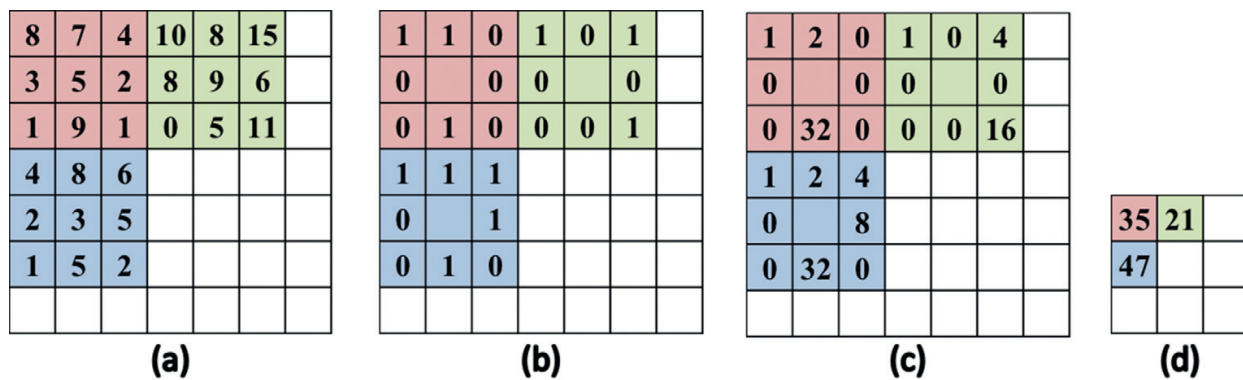 8 7 4 10 8 15
3 5 2 8 9 6
1 9 1 0 5 11
4 8 6
2 3 5
1 5 2
(a)
1 1 0 1 0 1
0 0 0 0
0 1 0 0 0 1
1 1 1
0 1
0 1 0
(b)
1 2 0 1 0 4
0 0 0 0
0 32 0 0 0 16
1 2 4
0 8
0 32 0
(c)
35 21
47
(d)